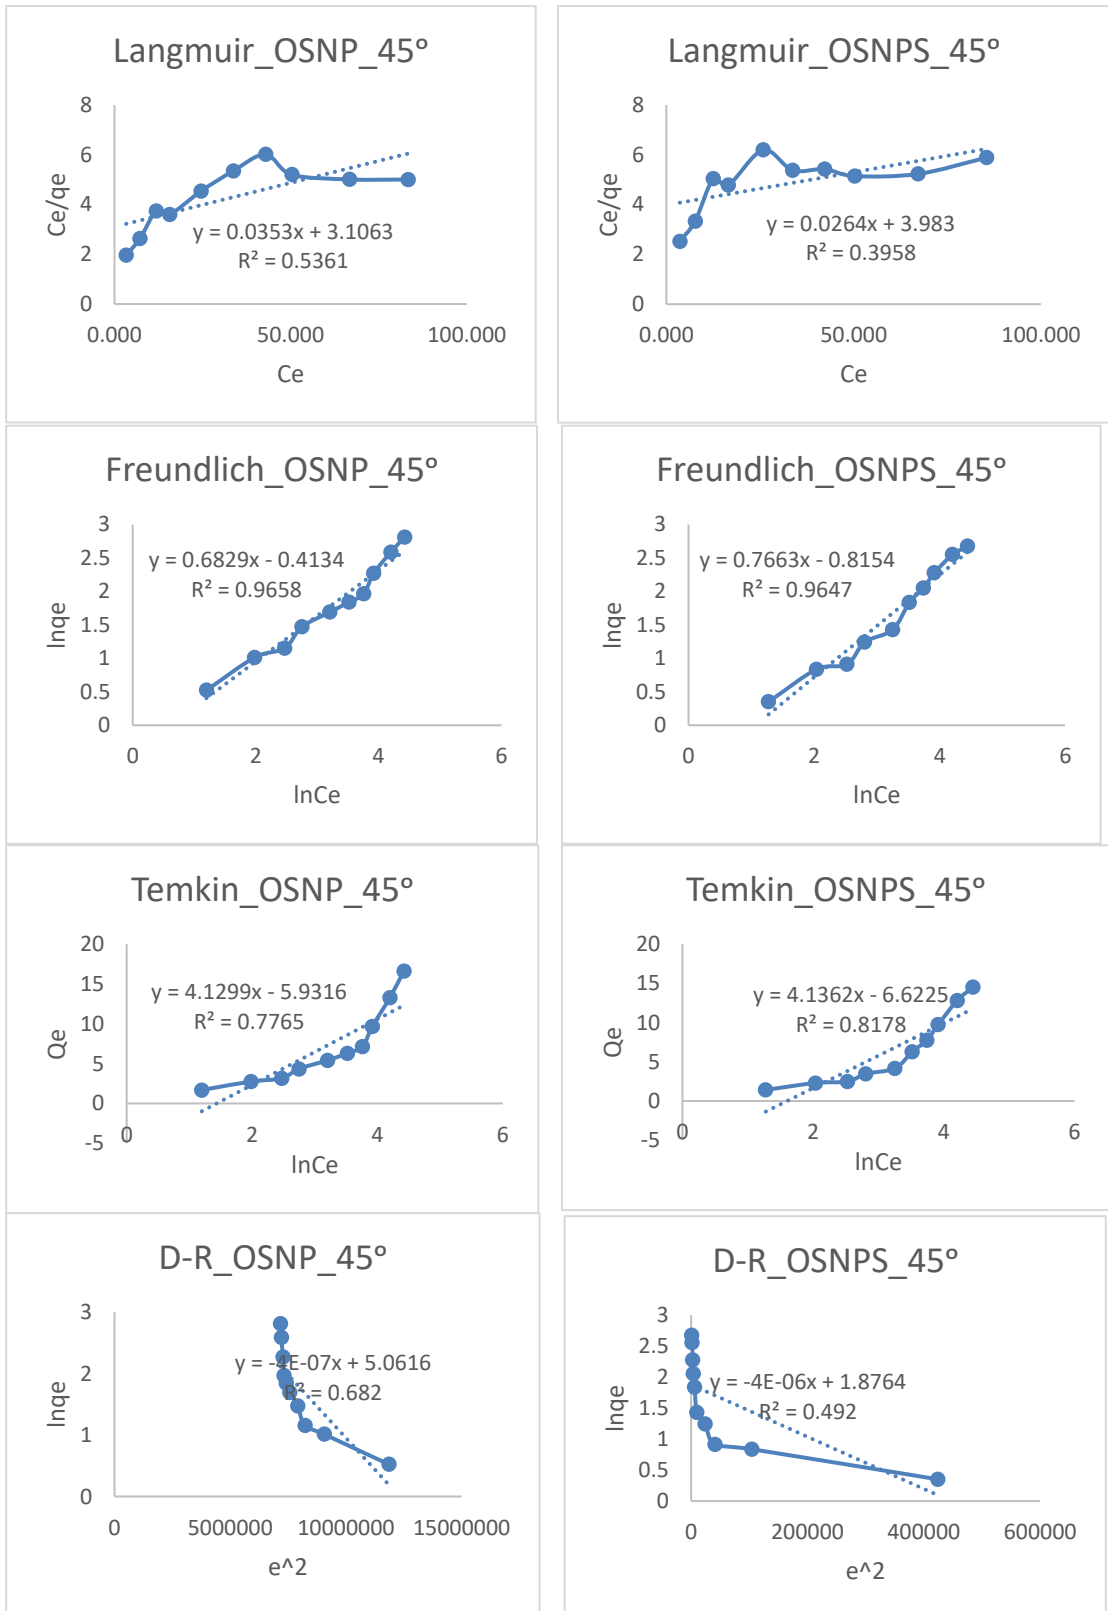 Langmuir_OSNP_45º
Ce/qe
8
6
4
2
0
y = 0.0353x + 3.1063
R² = 0.5361
0.000 50.000 100.000
Ce
Langmuir_OSNPS_45º
Ce/qe
8
6
4
2
0
y = 0.0264x + 3.983
R² = 0.3958
0.000 50.000 100.000
Ce
Freundlich_OSNP_45º
lnqe
3
2.5
2
1.5
1
0.5
0
y = 0.6829x - 0.4134
R² = 0.9658
0 2 4 6
lnCe
Freundlich_OSNPS_45º
lnqe
3
2.5
2
1.5
1
0.5
0
y = 0.7663x - 0.8154
R² = 0.9647
0 2 4 6
lnCe
Temkin_OSNP_45º
Qe
20
15
10
5
0
-5
y = 4.1299x - 5.9316
R² = 0.7765
0 2 4 6
lnCe
Temkin_OSNPS_45º
Qe
20
15
10
5
0
-5
y = 4.1362x - 6.6225
R² = 0.8178
0 2 4 6
lnCe
D-R_OSNP_45º
lnqe
3
2
1
0
y = -4E-07x + 5.0616
R² = 0.682
0 5000000 10000000 15000000
e^2
D-R_OSNPS_45º
lnqe
3
2.5
2
1.5
1
0.5
0
y = -4E-06x + 1.8764
R² = 0.492
0 200000 400000 600000
e^2